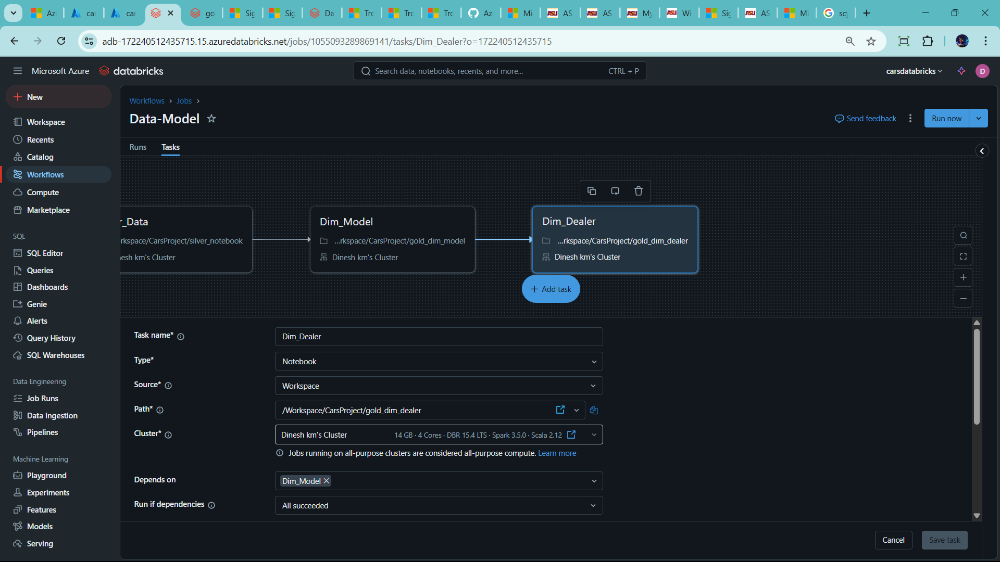 Az
car
car
go
Sig
Sig
Da
Tro
Tro
Tro
Az
Mi
AS
AS
My
Wi
Sig
AS
Mi
scy
adb-172240512435715.15.azuredatabricks.net/jobs/1055093289869141/tasks/Dim_Dealer?o=172240512435715
Microsoft Azure
databricks
Search data, notebooks, recents, and more...
CTRL + P
carsdatabricks
D
New
Workspace
Recents
Catalog
Workflows
Compute
Marketplace
SQL
SQL Editor
Queries
Dashboards
Genie
Alerts
Query History
SQL Warehouses
Data Engineering
Job Runs
Data Ingestion
Pipelines
Machine Learning
Playground
Experiments
Features
Models
Serving
Workflows › Jobs ›
Data-Model
Send feedback
Run now
Runs
Tasks
r_Data
rkspace/CarsProject/silver_notebook
nesh km's Cluster
Dim_Model
...rkspace/CarsProject/gold_dim_model
Dinesh km's Cluster
Dim_Dealer
...rkspace/CarsProject/gold_dim_dealer
Dinesh km's Cluster
+ Add task
Task name*
Dim_Dealer
Type*
Notebook
Source*
Workspace
Path*
/Workspace/CarsProject/gold_dim_dealer
Cluster*
Dinesh km's Cluster
14 GB · 4 Cores · DBR 15.4 LTS · Spark 3.5.0 · Scala 2.12
Jobs running on all-purpose clusters are considered all-purpose compute. Learn more
Depends on
Dim_Model
Run if dependencies
All succeeded
Cancel
Save task